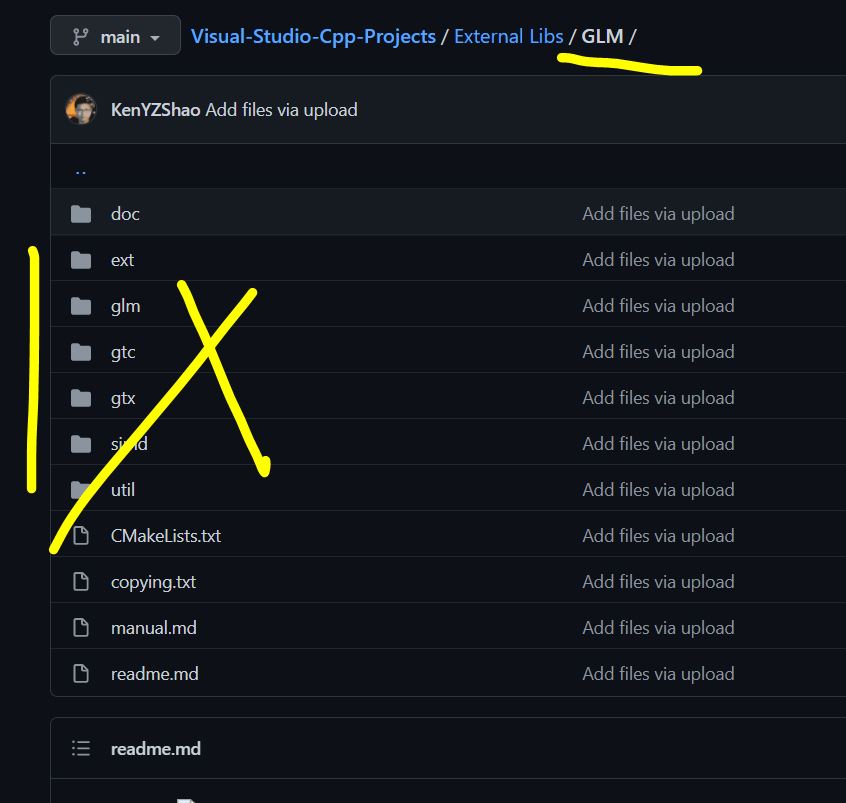 main Visual-Studio-Cpp-Projects / External Libs / GLM /
KenYZShao Add files via upload
..
doc Add files via upload
ext Add files via upload
glm Add files via upload
gtc Add files via upload
gtx Add files via upload
simd Add files via upload
util Add files via upload
CMakeLists.txt Add files via upload
copying.txt Add files via upload
manual.md Add files via upload
readme.md Add files via upload
readme.md